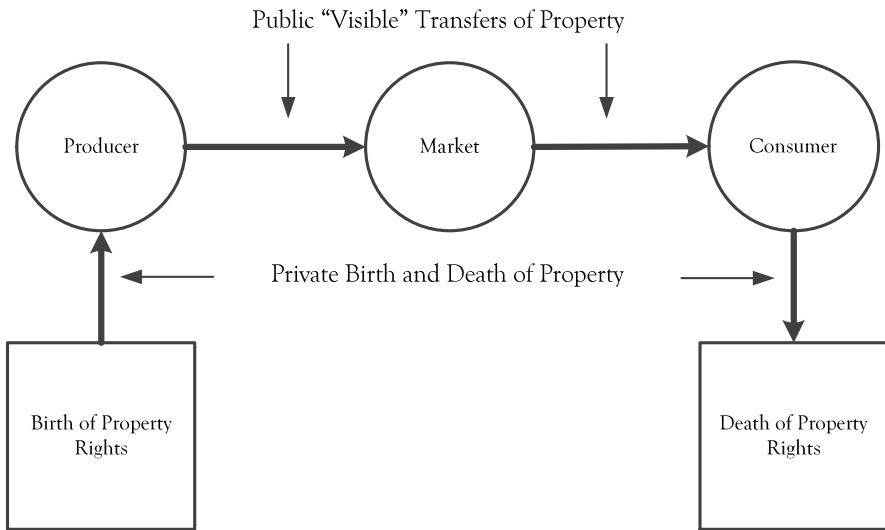 Public “Visible” Transfers of Property
Producer
Market
Consumer
Private Birth and Death of Property
Birth of Property
Rights
Death of Property
Rights